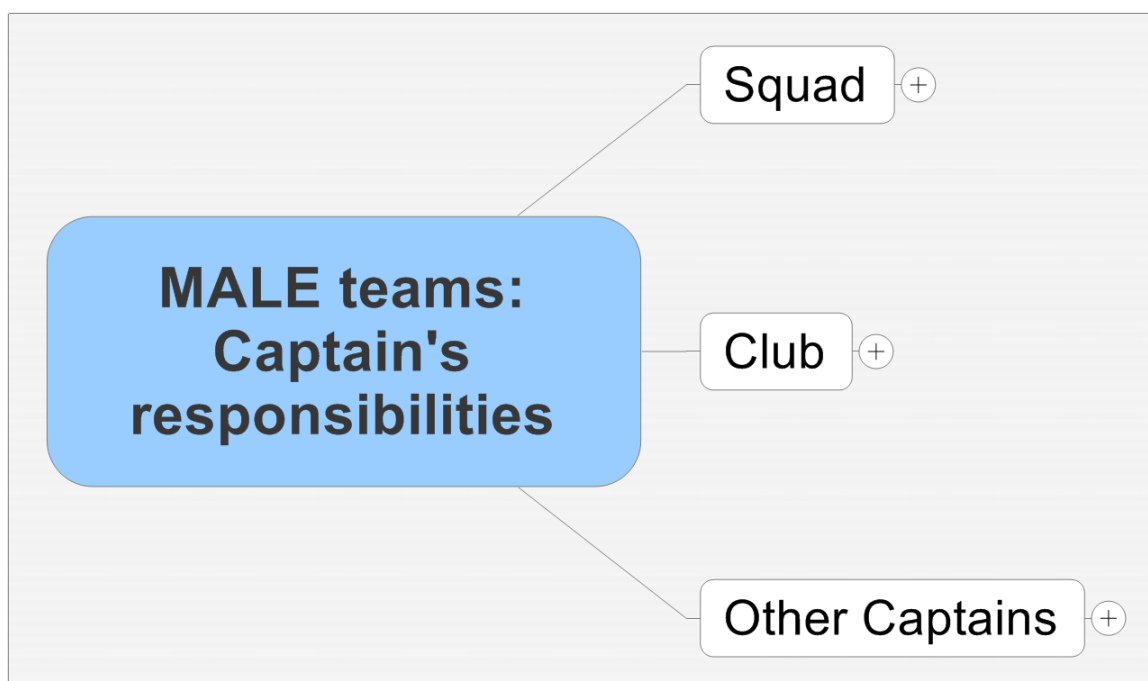 Squad
MALE teams:
Captain's
responsibilities
Club
Other Captains